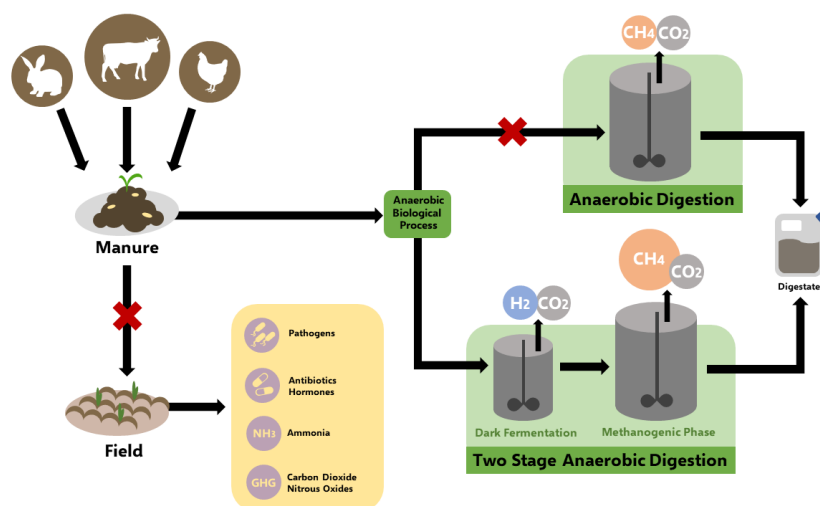 CH4 CO2
Anaerobic Digestion
Manure
Anaerobic
Biological
Process
Digestate
CH4
CO2
H2 CO2
Dark Fermentation
Methanogenic Phase
Two Stage Anaerobic Digestion
Field
Pathogens
Antibiotics
Hormones
NH3
Ammonia
GHG
Carbon Dioxide
Nitrous Oxides